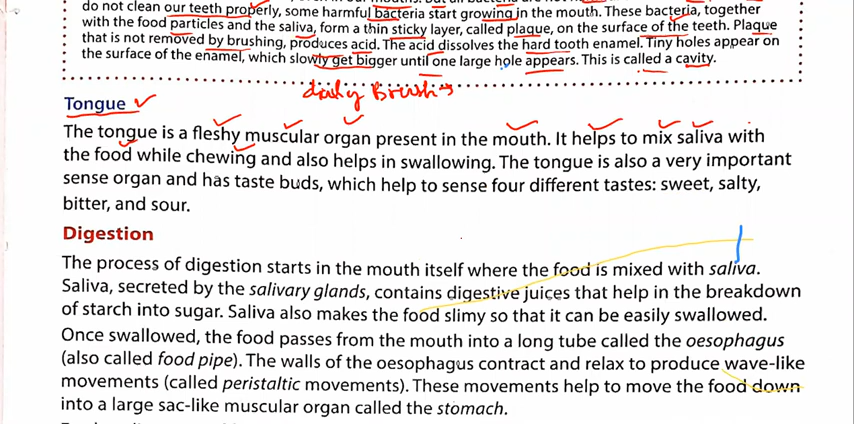 do not clean our teeth properly, some harmful bacteria start growing in the mouth. These bacteria, together
with the food particles and the saliva, form a thin sticky layer, called plaque, on the surface of the teeth. Plaque
that is not removed by brushing, produces acid. The acid dissolves the hard tooth enamel. Tiny holes appear on
the surface of the enamel, which slowly get bigger until one large hole appears. This is called a cavity.
daily Brush
Tongue
The tongue is a fleshy muscular organ present in the mouth. It helps to mix saliva with
the food while chewing and also helps in swallowing. The tongue is also a very important
sense organ and has taste buds, which help to sense four different tastes: sweet, salty,
bitter, and sour.
Digestion
The process of digestion starts in the mouth itself where the food is mixed with saliva.
Saliva, secreted by the salivary glands, contains digestive juices that help in the breakdown
of starch into sugar. Saliva also makes the food slimy so that it can be easily swallowed.
Once swallowed, the food passes from the mouth into a long tube called the oesophagus
(also called food pipe). The walls of the oesophagus contract and relax to produce wave-like
movements (called peristaltic movements). These movements help to move the food down
into a large sac-like muscular organ called the stomach.